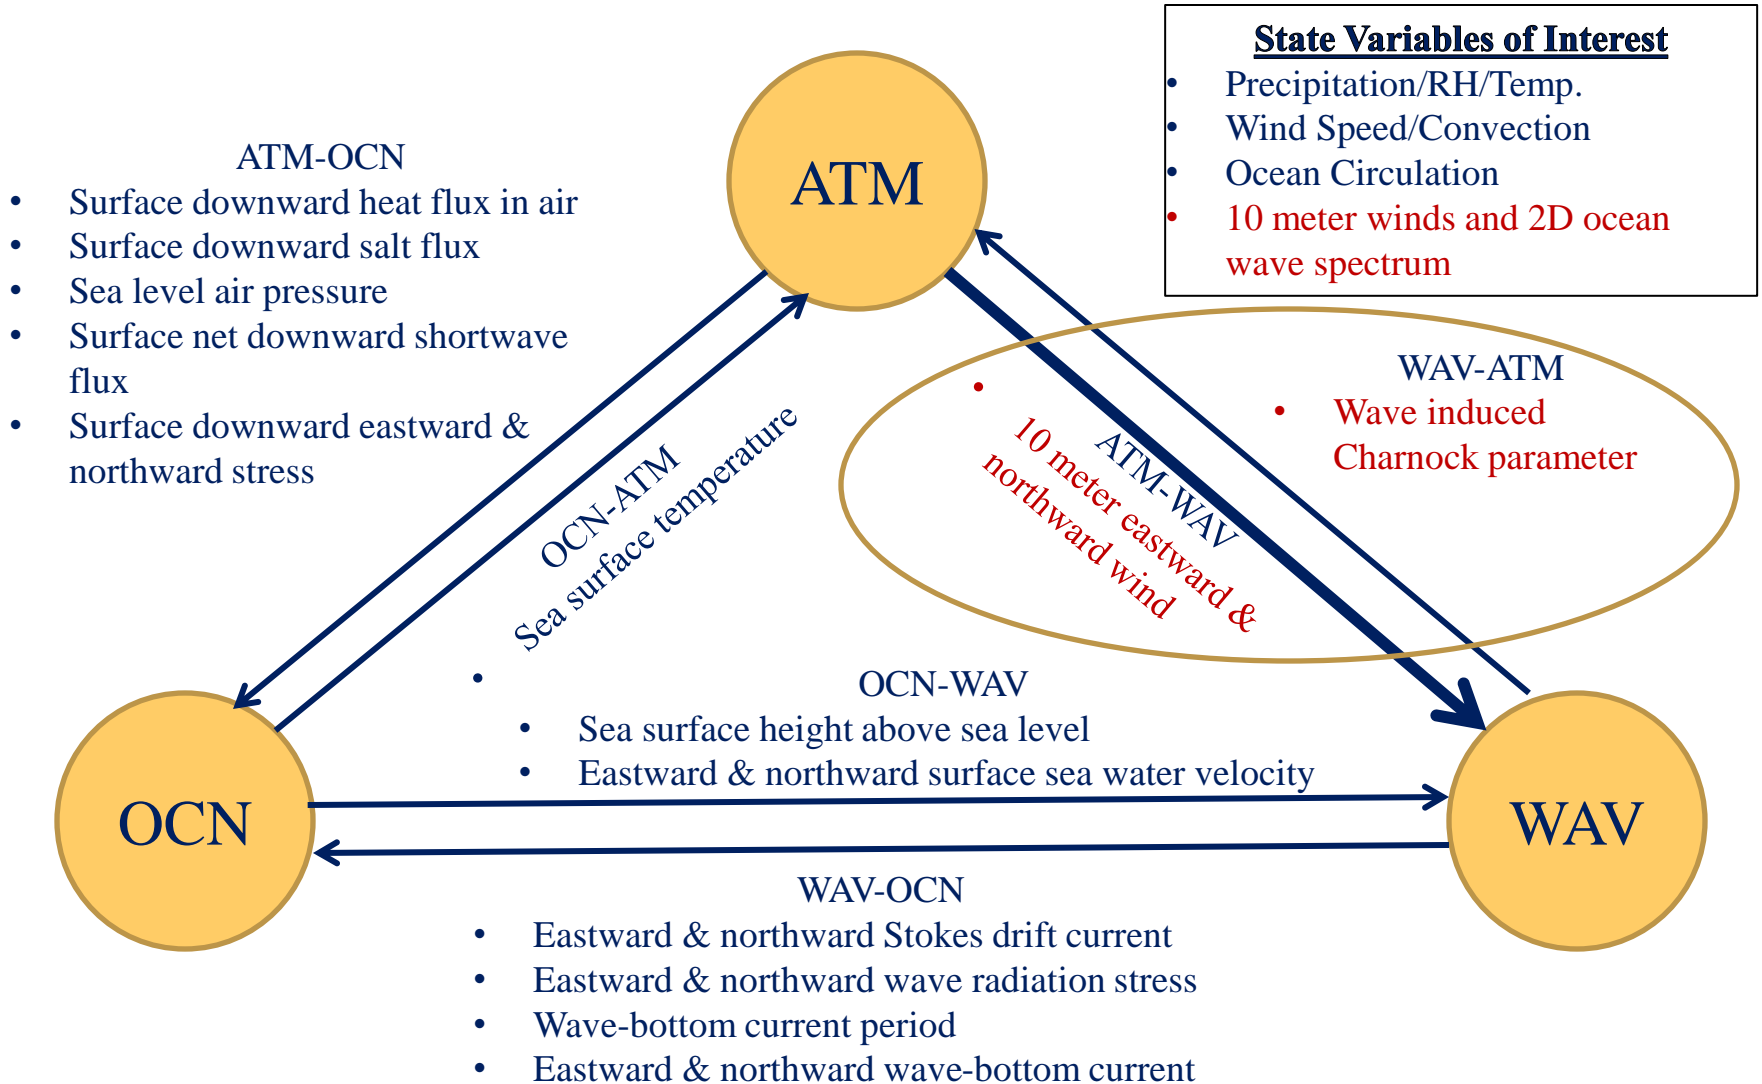 State Variables of Interest
• Precipitation/RH/Temp.
• Wind Speed/Convection
• Ocean Circulation
• 10 meter winds and 2D ocean
wave spectrum
ATM
ATM-OCN
• Surface downward heat flux in air
• Surface downward salt flux
• Sea level air pressure
• Surface net downward shortwave
flux
• Surface downward eastward &
northward stress
OCN-ATM
• Sea surface temperature
ATM-WAV
• 10 meter eastward &
northward wind
WAV-ATM
• Wave induced
Charnock parameter
OCN-WAV
• Sea surface height above sea level
• Eastward & northward surface sea water velocity
OCN
WAV
WAV-OCN
• Eastward & northward Stokes drift current
• Eastward & northward wave radiation stress
• Wave-bottom current period
• Eastward & northward wave-bottom current